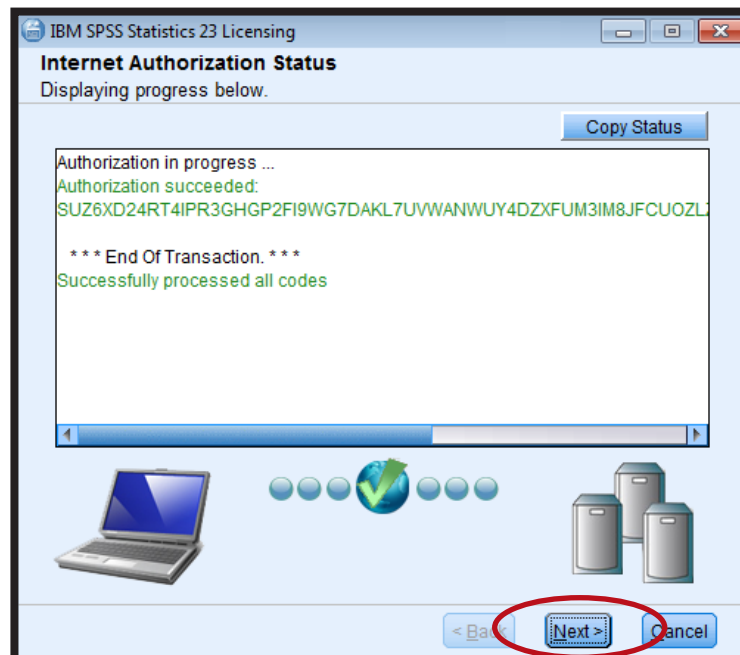 IBM SPSS Statistics 23 Licensing
Internet Authorization Status
Displaying progress below.
Copy Status
Authorization in progress ...
Authorization succeeded:
SUZ6XD24RT4IPR3GHGP2FI9WG7DAKL7UVWANWUY4DZXFUM3IM8JFCUOZL
* * * End Of Transaction. * * *
Successfully processed all codes
< Back Next > Cancel